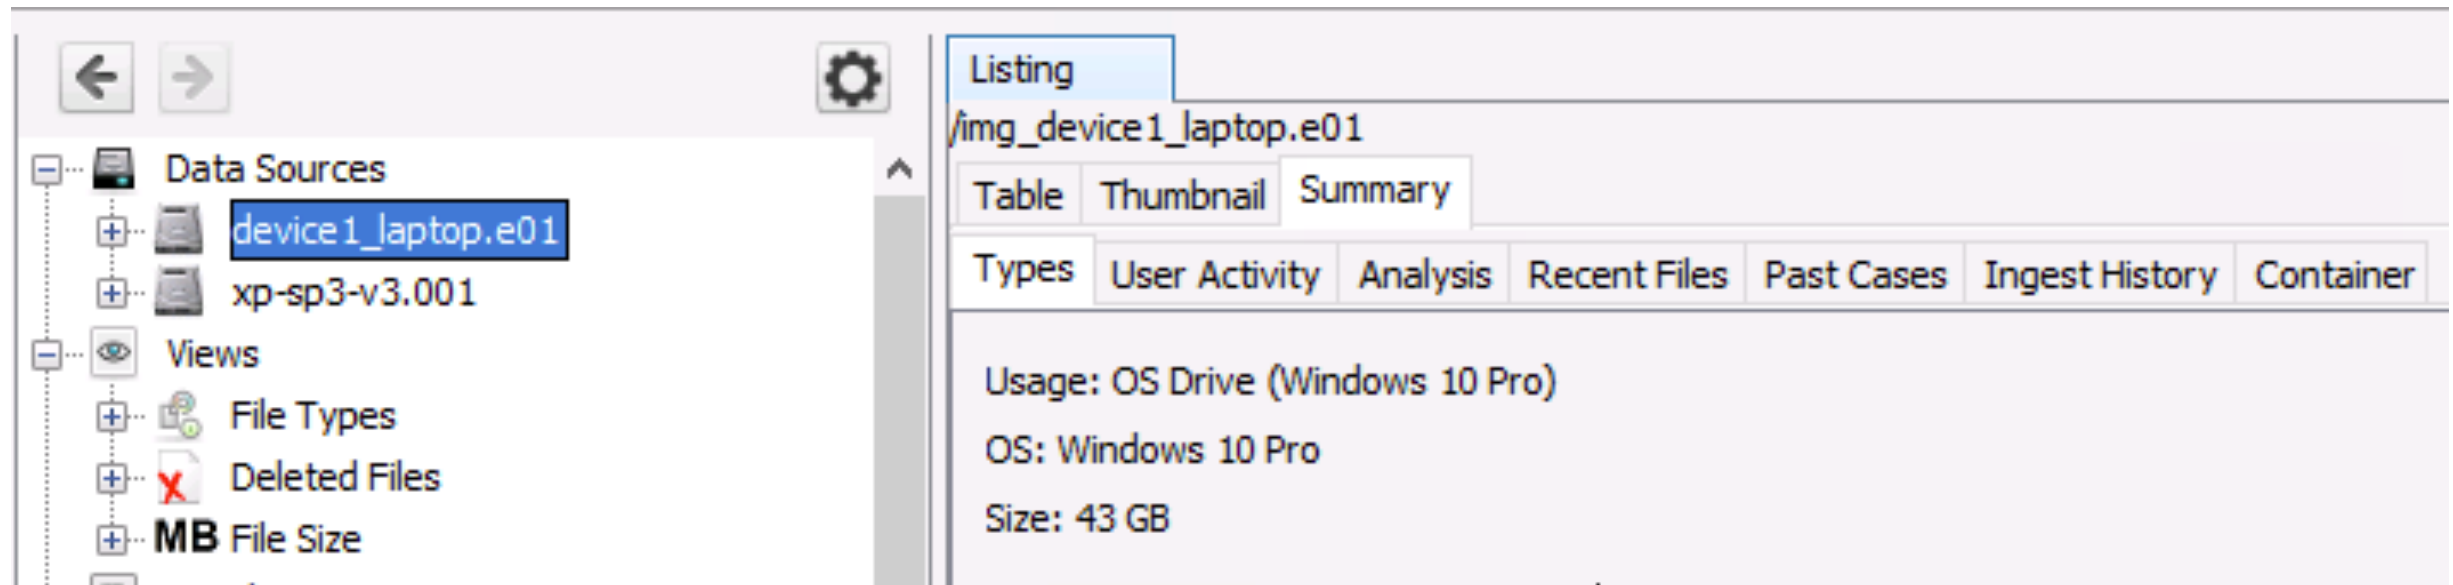 Data Sources
device1_laptop.e01
xp-sp3-v3.001
Views
File Types
Deleted Files
MB File Size
Listing
/img_device1_laptop.e01
Table Thumbnail Summary
Types User Activity Analysis Recent Files Past Cases Ingest History Container
Usage: OS Drive (Windows 10 Pro)
OS: Windows 10 Pro
Size: 43 GB